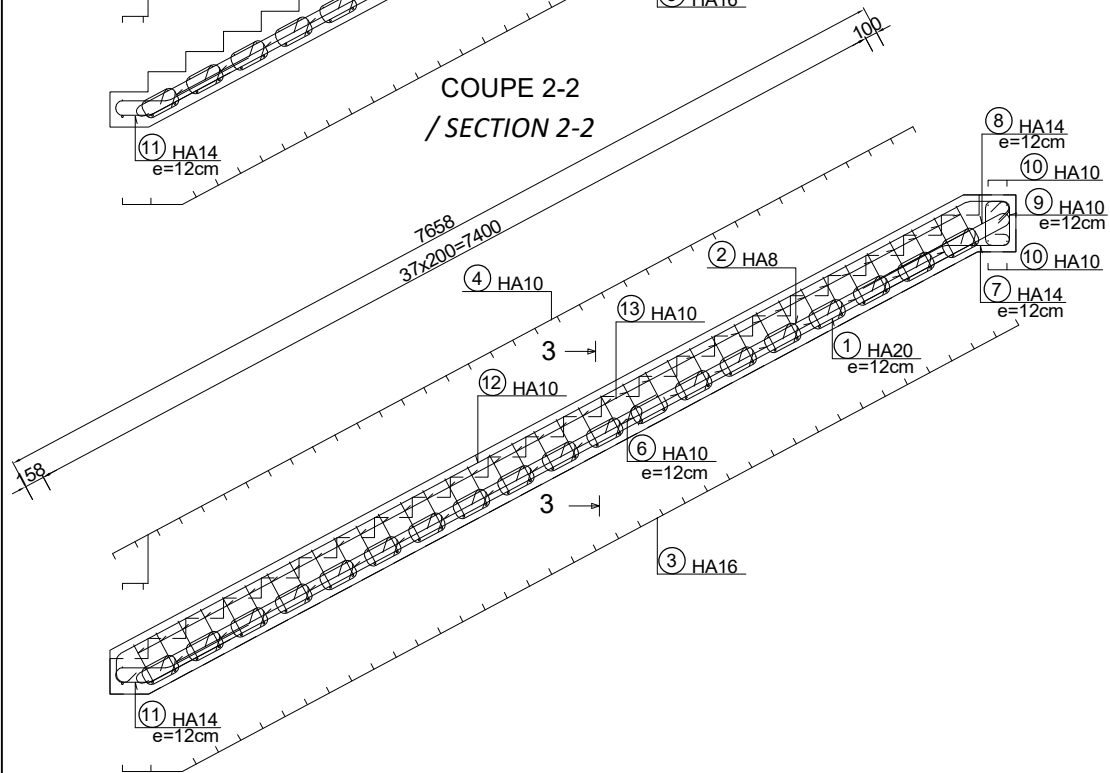 HA16
100
COUPE 2-2
/ SECTION 2-2
11 HA14
e=12cm
8 HA14
e=12cm
10 HA10
9 HA10
e=12cm
7658
37x200=7400
2 HA8
10 HA10
4 HA10
7 HA14
e=12cm
13 HA10
3
1 HA20
e=12cm
12 HA10
6 HA10
e=12cm
158
3
3 HA16
11 HA14
e=12cm